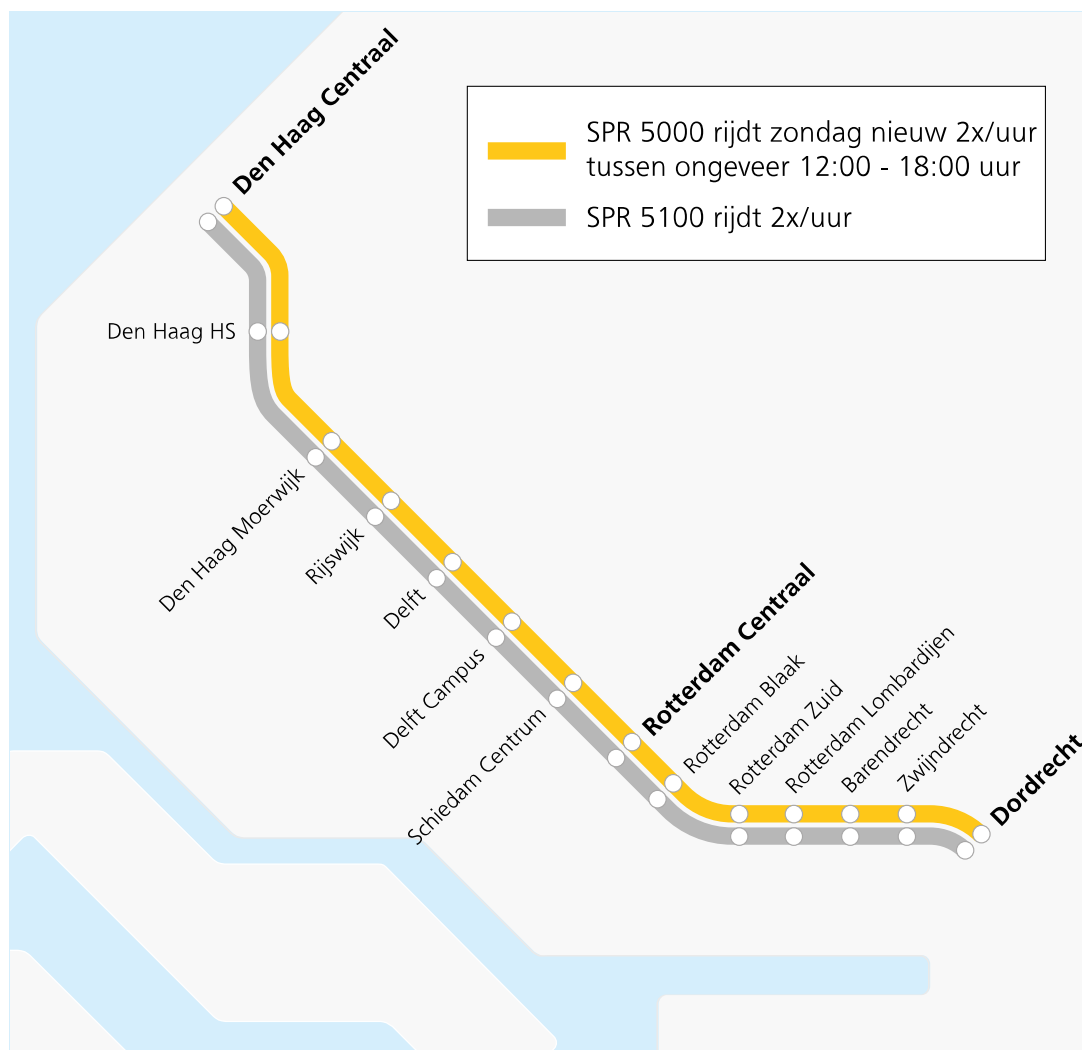 Den Haag Centraal
SPR 5000 rijdt zondag nieuw 2x/uur
tussen ongeveer 12:00 - 18:00 uur
SPR 5100 rijdt 2x/uur
Den Haag HS
Den Haag Moerwijk
Rijswijk
Delft
Delft Campus
Schiedam Centrum
Rotterdam Centraal
Rotterdam Blaak
Rotterdam Zuid
Rotterdam Lombardijen
Barendrecht
Zwijndrecht
Dordrecht